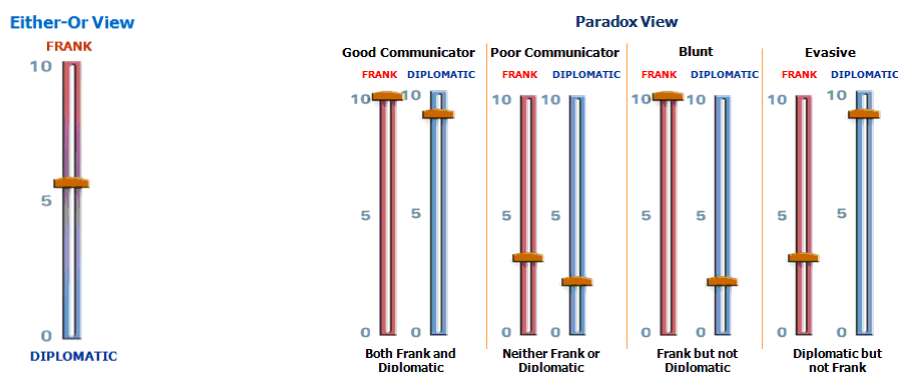 Either-Or View
FRANK
10
5
0
DIPLOMATIC
Paradox View
Good Communicator
FRANK DIPLOMATIC
10 10
5 5
0 0
Both Frank and
Diplomatic
Poor Communicator
FRANK DIPLOMATIC
10 10
5 5
0 0
Neither Frank or
Diplomatic
Blunt
FRANK DIPLOMATIC
10 10
5 5
0 0
Frank but not
Diplomatic
Evasive
FRANK DIPLOMATIC
10 10
5 5
0 0
Diplomatic but
not Frank